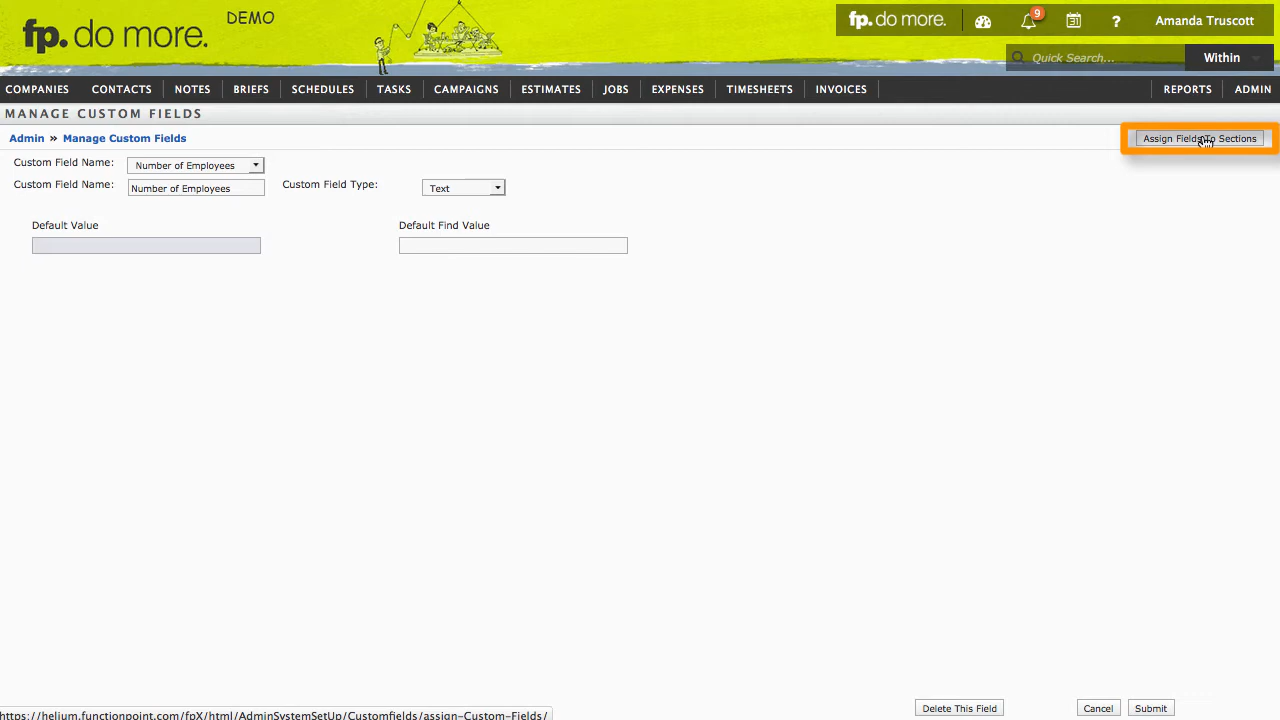 DEMO
fp. do more.
fp. do more.
9
?
Amanda Truscott
Quick Search...
Within
COMPANIES
CONTACTS
NOTES
BRIEFS
SCHEDULES
TASKS
CAMPAIGNS
ESTIMATES
JOBS
EXPENSES
TIMESHEETS
INVOICES
REPORTS
ADMIN
MANAGE CUSTOM FIELDS
Admin » Manage Custom Fields
Assign Fields To Sections
Custom Field Name: Number of Employees
Custom Field Name: Number of Employees
Custom Field Type: Text
Default Value
Default Find Value
Delete This Field
Cancel
Submit
https://helium.functionpoint.com/fpX/html/AdminSystemSetUp/Customfields/assign-Custom-Fields/